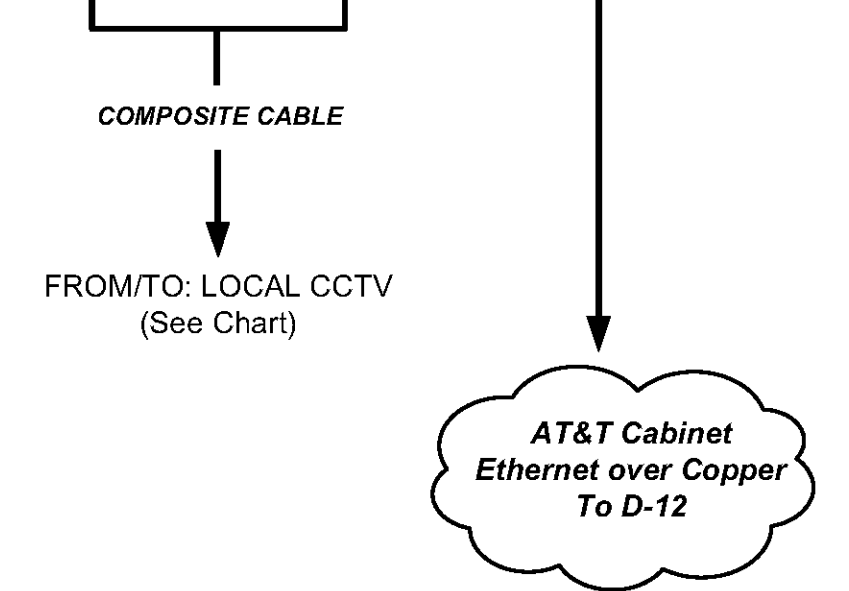 COMPOSITE CABLE
FROM/TO: LOCAL CCTV
(See Chart)
AT&T Cabinet
Ethernet over Copper
To D-12